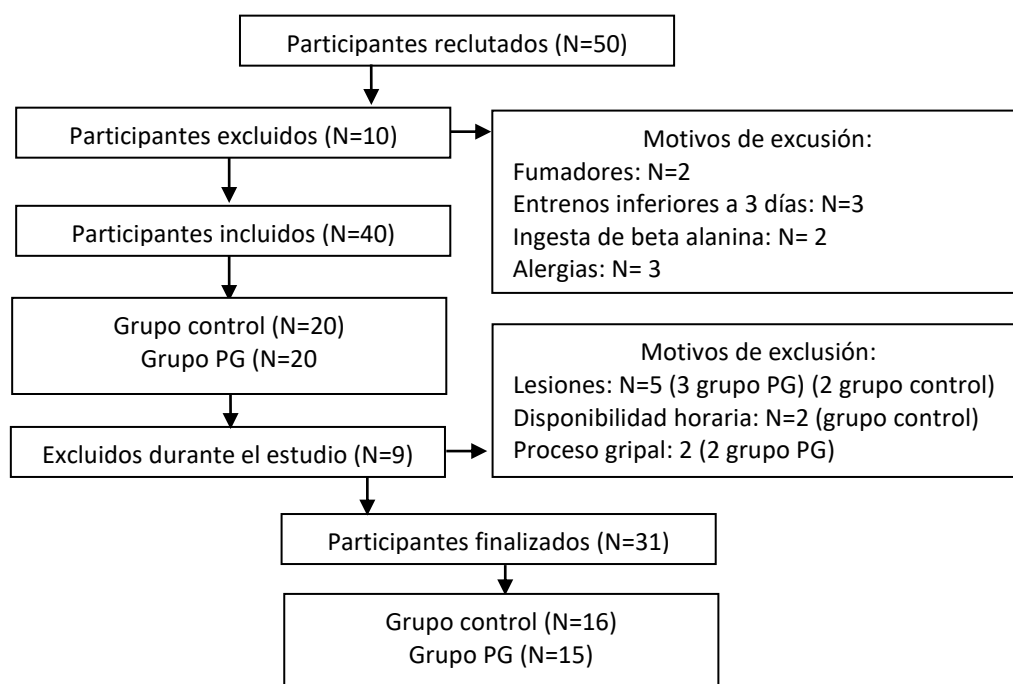 Participantes reclutados (N=50)
Participantes excluidos (N=10)
Motivos de excusión:
Fumadores: N=2
Entrenos inferiores a 3 días: N=3
Ingesta de beta alanina: N= 2
Alergias: N= 3
Participantes incluidos (N=40)
Grupo control (N=20)
Grupo PG (N=20
Motivos de exclusión:
Lesiones: N=5 (3 grupo PG) (2 grupo control)
Disponibilidad horaria: N=2 (grupo control)
Proceso gripal: 2 (2 grupo PG)
Excluidos durante el estudio (N=9)
Participantes finalizados (N=31)
Grupo control (N=16)
Grupo PG (N=15)